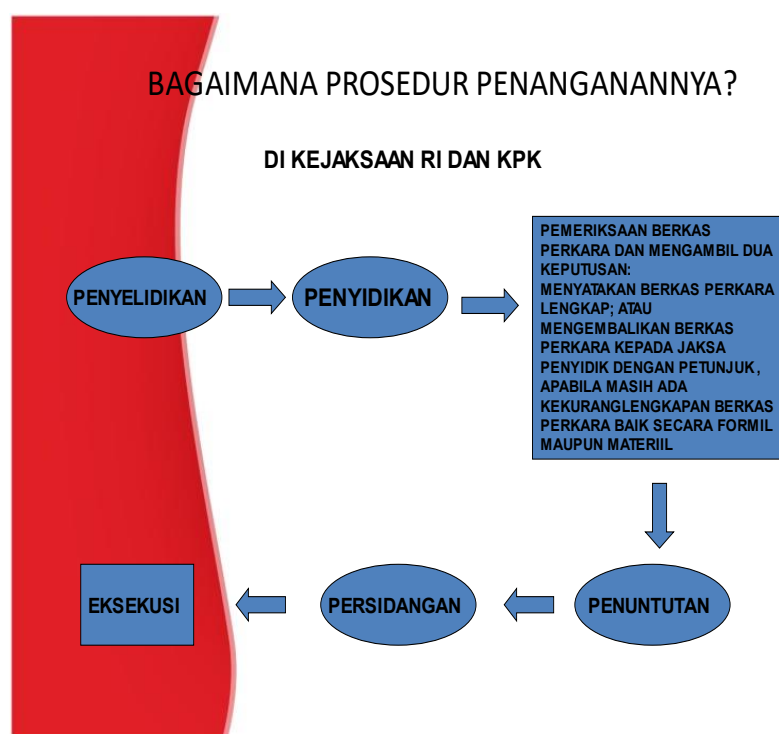 BAGAIMANA PROSEDUR PENANGANANNYA?
DI KEJAKSAAN RI DAN KPK
PENYELIDIKAN
PENYIDIKAN
PEMERIKSAAN BERKAS
PERKARA DAN MENGAMBIL DUA
KEPUTUSAN:
MENYATAKAN BERKAS PERKARA
LENGKAP; ATAU
MENGEMBALIKAN BERKAS
PERKARA KEPADA JAKSA
PENYIDIK DENGAN PETUNJUK,
APABILA MASIH ADA
KEKURANGLENGKAPAN BERKAS
PERKARA BAIK SECARA FORMIL
MAUPUN MATERIIL
PENUNTUTAN
PERSIDANGAN
EKSEKUSI